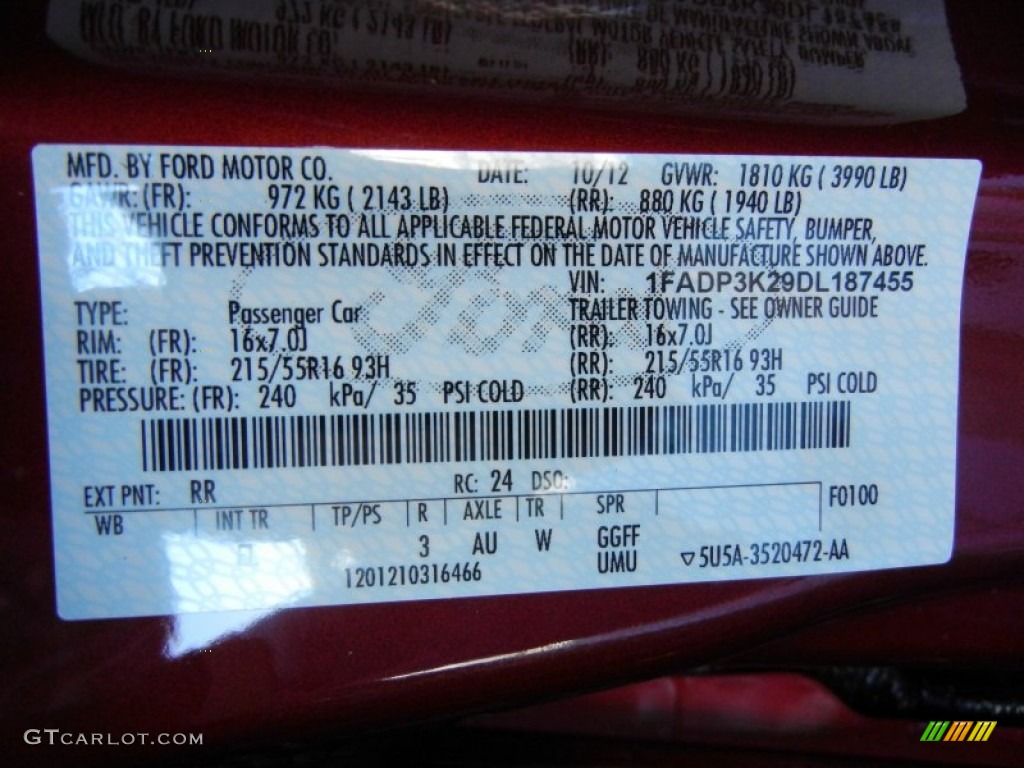 MFD. BY FORD MOTOR CO. DATE: 10/12 GVWR: 1810 KG ( 3990 LB)
GAWR: (FR): 972 KG ( 2143 LB) (RR): 880 KG ( 1940 LB)
THIS VEHICLE CONFORMS TO ALL APPLICABLE FEDERAL MOTOR VEHICLE SAFETY, BUMPER,
AND THEFT PREVENTION STANDARDS IN EFFECT ON THE DATE OF MANUFACTURE SHOWN ABOVE.
VIN: 1FADP3K29DL187455
TYPE: Passenger Car TRAILER TOWING - SEE OWNER GUIDE
RIM: (FR): 16x7.0J (RR): 16x7.0J
TIRE: (FR): 215/55R16 93H (RR): 215/55R16 93H
PRESSURE: (FR): 240 kPa/ 35 PSI COLD (RR): 240 kPa/ 35 PSI COLD
EXT PNT: RR RC: 24 DSO: F0100
WB INT TR TP/PS R AXLE TR SPR
3 AU W GGFF
UMU ▽5U5A-3520472-AA
1201210316466
GTCARLOT.COM